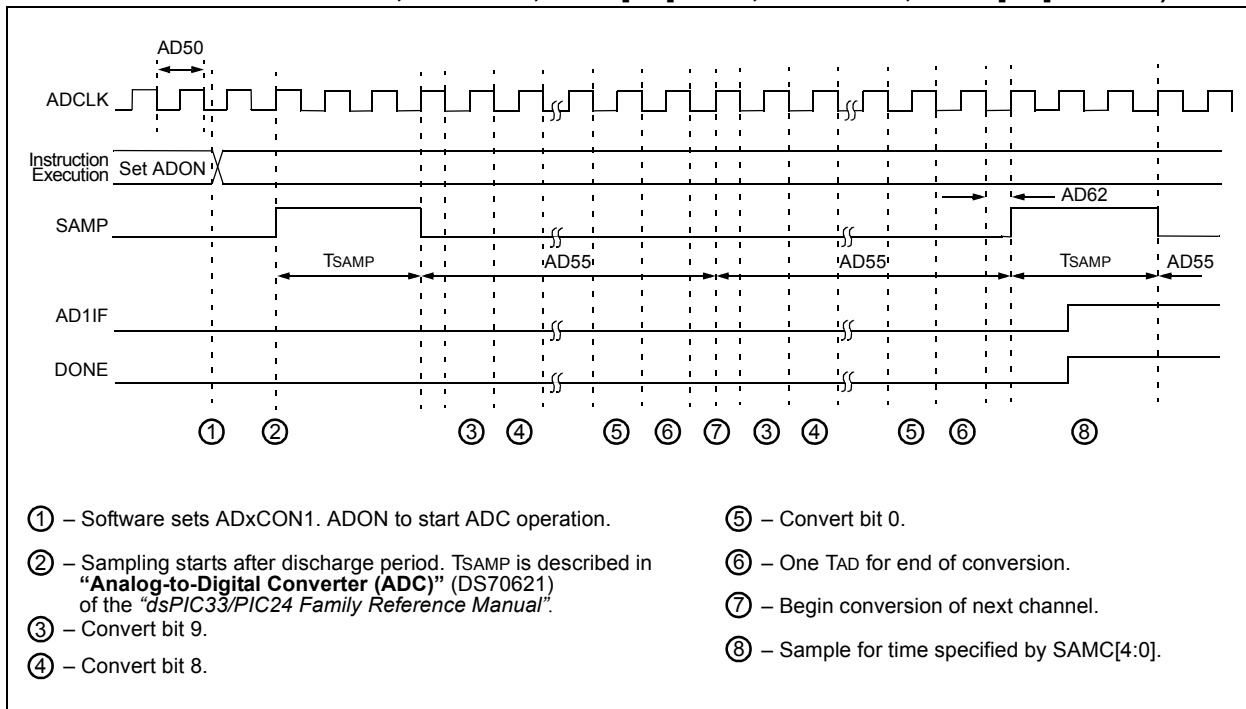 AD50
ADCLK
Instruction
Execution
Set ADON
AD62
SAMP
TSAMP
AD55
AD55
TSAMP
AD55
AD1IF
DONE
1 2 3 4 5 6 7 3 4 5 6 8
1 – Software sets ADxCON1. ADON to start ADC operation.
2 – Sampling starts after discharge period. TSAMP is described in
"Analog-to-Digital Converter (ADC)" (DS70621)
of the "dsPIC33/PIC24 Family Reference Manual".
3 – Convert bit 9.
4 – Convert bit 8.
5 – Convert bit 0.
6 – One TAD for end of conversion.
7 – Begin conversion of next channel.
8 – Sample for time specified by SAMC[4:0].